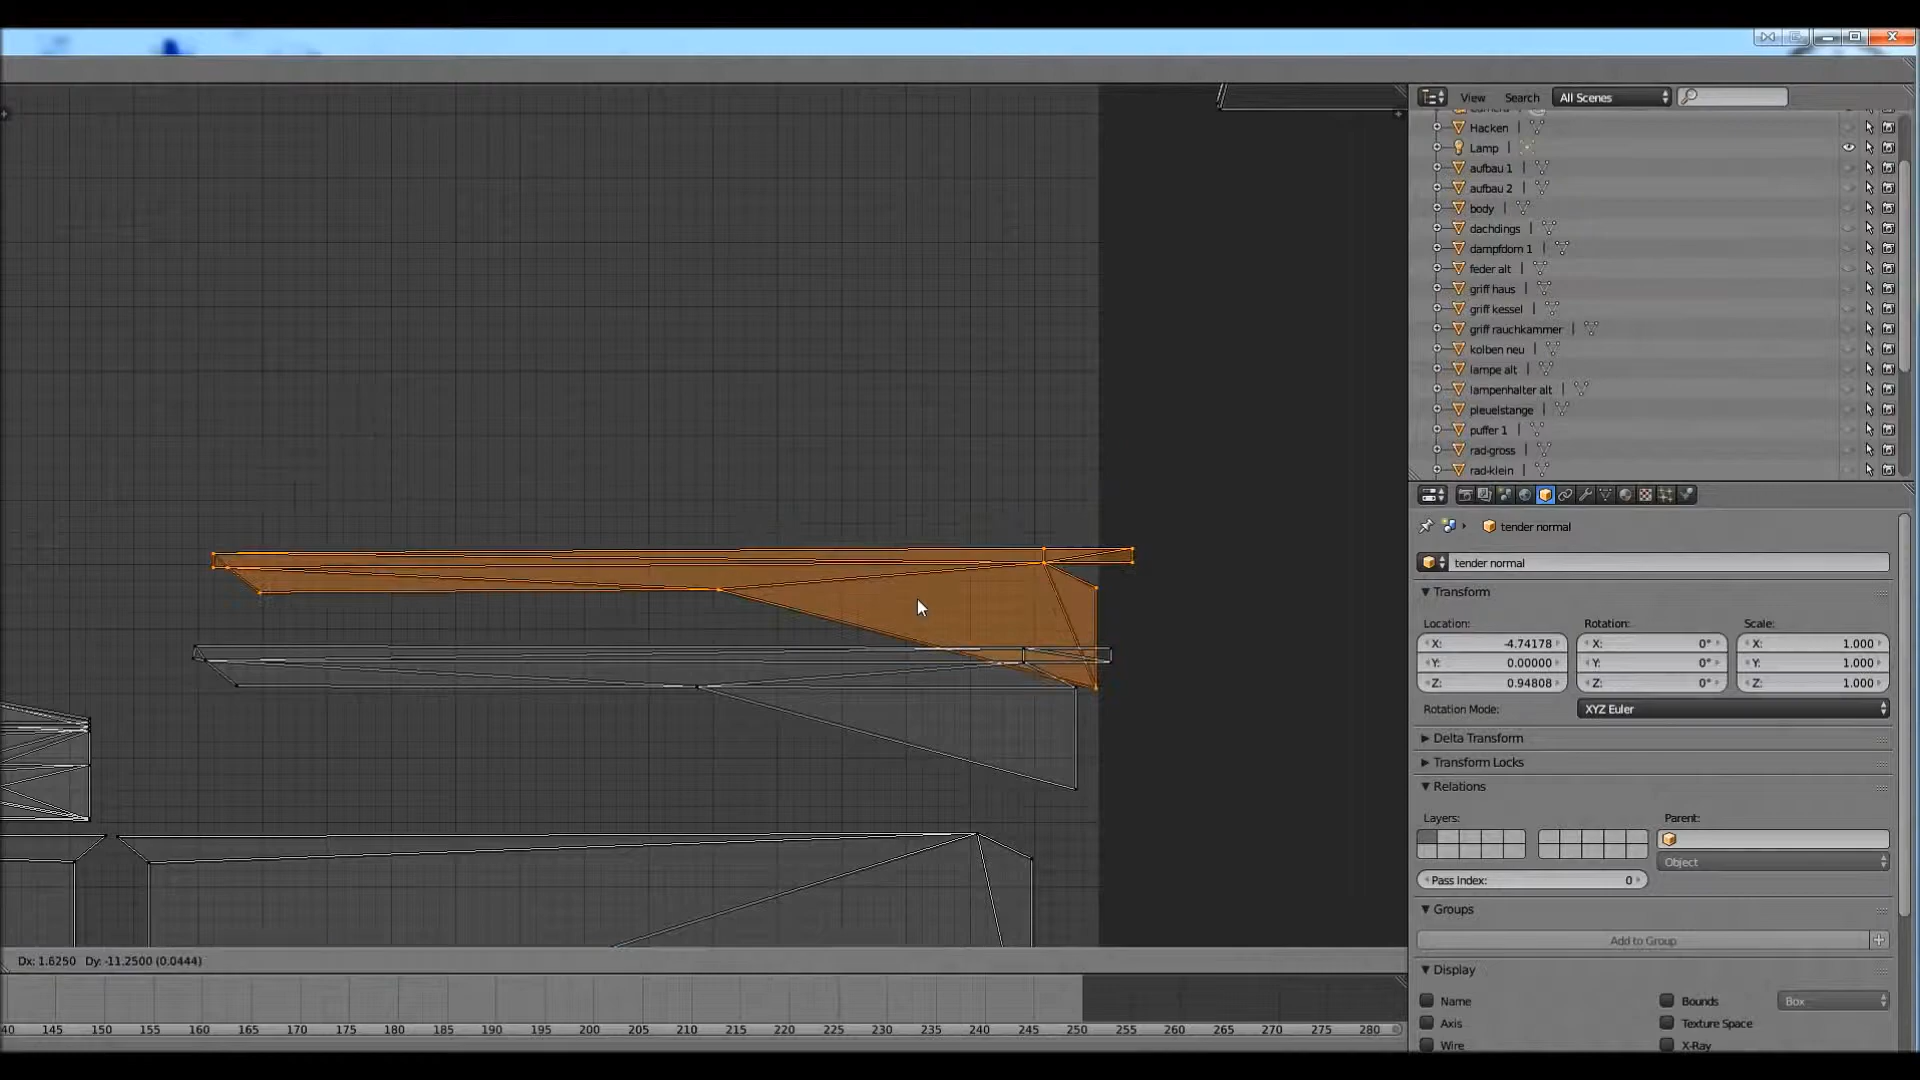 View Search All Scenes
Hacken
Lamp
aufbau 1
aufbau 2
body
dachdings
dampfdom 1
feder alt
griff haus
griff kessel
griff rauchkammer
kolben neu
lampe alt
lampenhalter alt
pleuelstange
puffer 1
rad-gross
rad-klein
tender normal
tender normal
Transform
Location: Rotation: Scale:
X: -4.74178 X: 0° X: 1.000
Y: 0.00000 Y: 0° Y: 1.000
Z: 0.94808 Z: 0° Z: 1.000
Rotation Mode: XYZ Euler
Delta Transform
Transform Locks
Relations
Layers: Parent:
Object
Pass Index: 0
Groups
Add to Group
Display
Name Bounds Box
Axis Texture Space
Wire X-Ray
Dx: 1.6250 Dy: -11.2500 (0.0444)
40 145 150 155 160 165 170 175 180 185 190 195 200 205 210 215 220 225 230 235 240 245 250 255 260 265 270 275 280